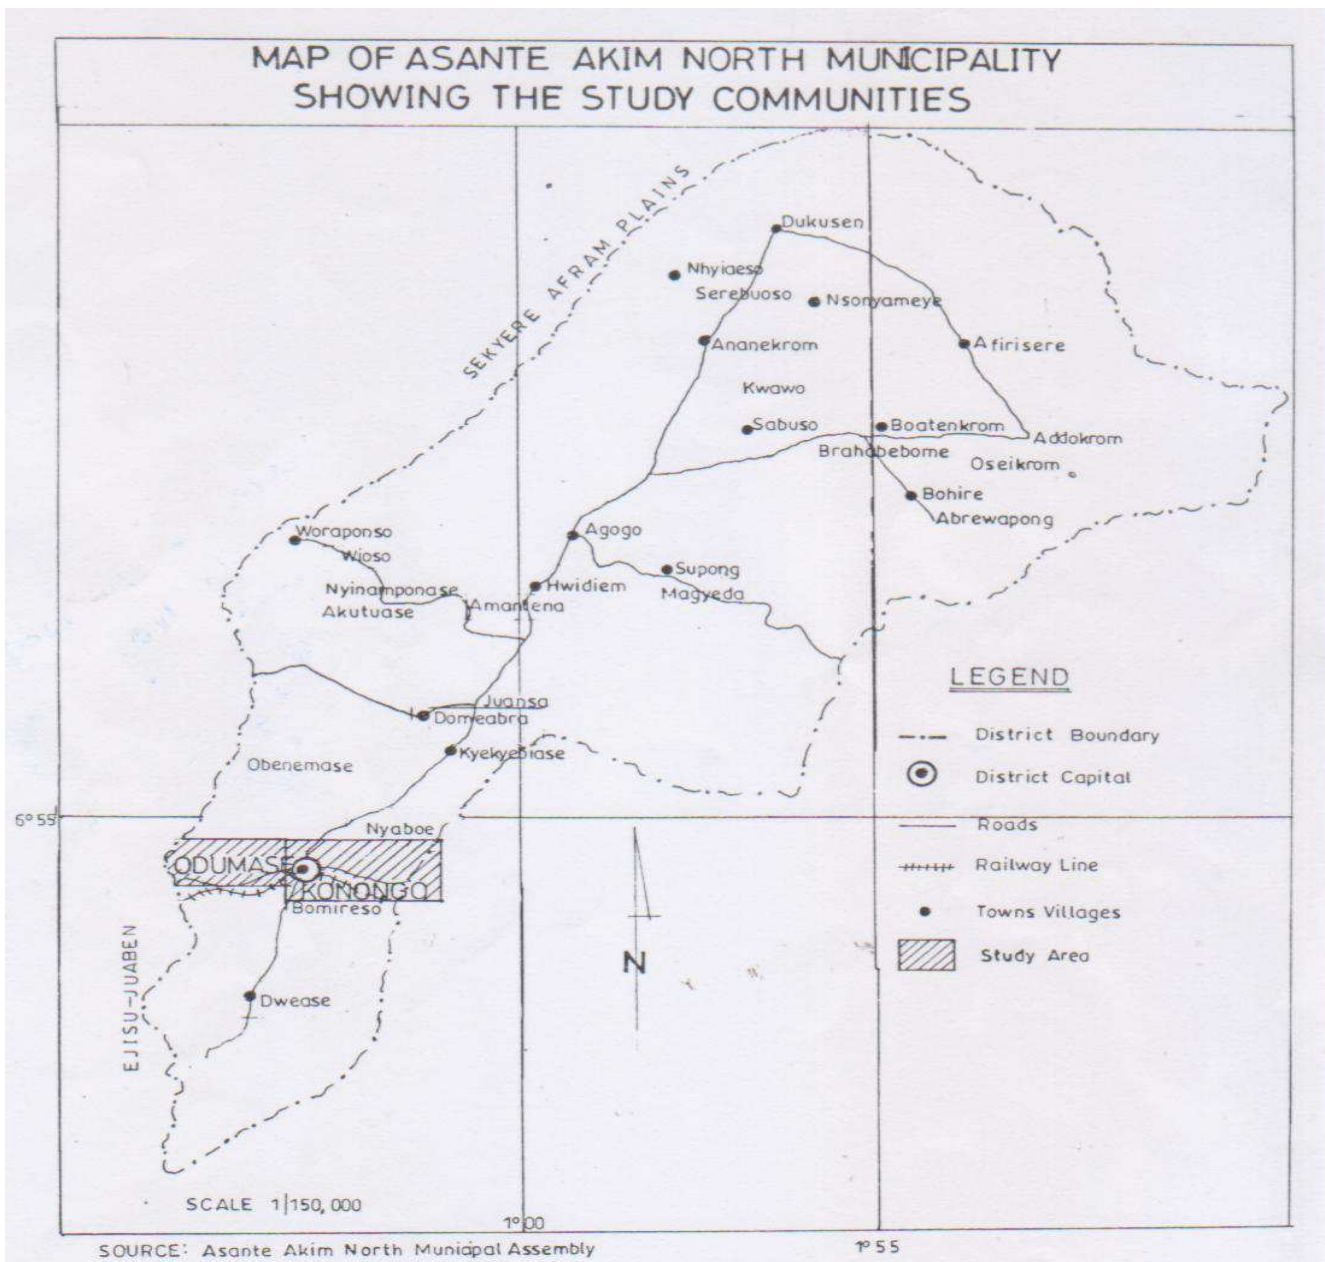 MAP OF ASANTE AKIM NORTH MUNICIPALITY
SHOWING THE STUDY COMMUNITIES
SEKYERE AFRAM PLAINS
Dukusen
Nhyiaeso
Serebuoso
Nsonyameye
Ananekrom
Afirisere
Kwawo
Sabuso
Boatenkrom
Addokrom
Brahabebome
Oseikrom
Bohire
Abrewapong
Woraponso
Wioso
Agogo
Supong
Nyinamponase
Hwidiem
Magyeda
Akutuase
Amantena
Juansa
Domeabra
Kyekyebiase
Obenemase
6°55
Nyaboe
ODUMASE
KONONGO
Bomireso
EJISU-JUABEN
Dwease
LEGEND
District Boundary
District Capital
Roads
Railway Line
Towns Villages
Study Area
N
SCALE 1|150,000
1°00
1°55
SOURCE: Asante Akim North Municipal Assembly